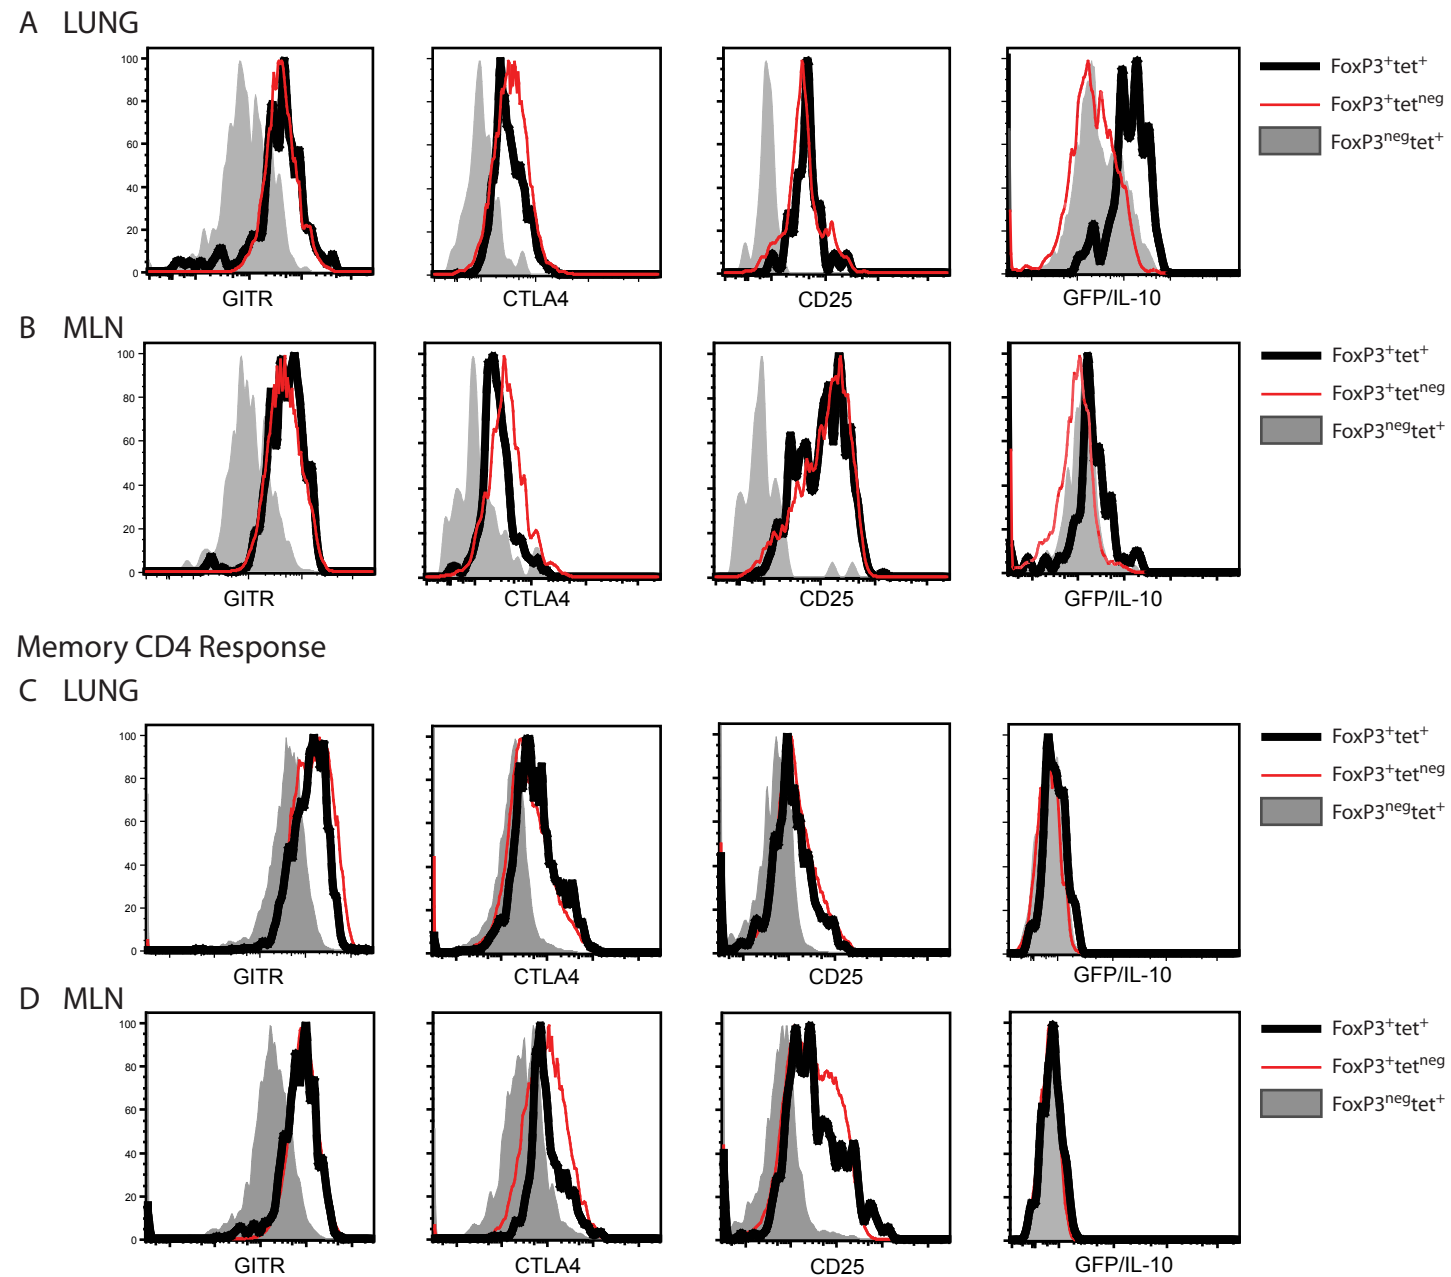 A LUNG
100
80
60
40
20
0
GITR
CTLA4
CD25
GFP/IL-10
FoxP3⁺tet⁺
FoxP3⁺tetⁿᵉᵍ
FoxP3ⁿᵉᵍtet⁺
B MLN
100
80
60
40
20
0
GITR
CTLA4
CD25
GFP/IL-10
FoxP3⁺tet⁺
FoxP3⁺tetⁿᵉᵍ
FoxP3ⁿᵉᵍtet⁺
Memory CD4 Response
C LUNG
100
80
60
40
20
0
GITR
CTLA4
CD25
GFP/IL-10
FoxP3⁺tet⁺
FoxP3⁺tetⁿᵉᵍ
FoxP3ⁿᵉᵍtet⁺
D MLN
100
80
60
40
20
0
GITR
CTLA4
CD25
GFP/IL-10
FoxP3⁺tet⁺
FoxP3⁺tetⁿᵉᵍ
FoxP3ⁿᵉᵍtet⁺